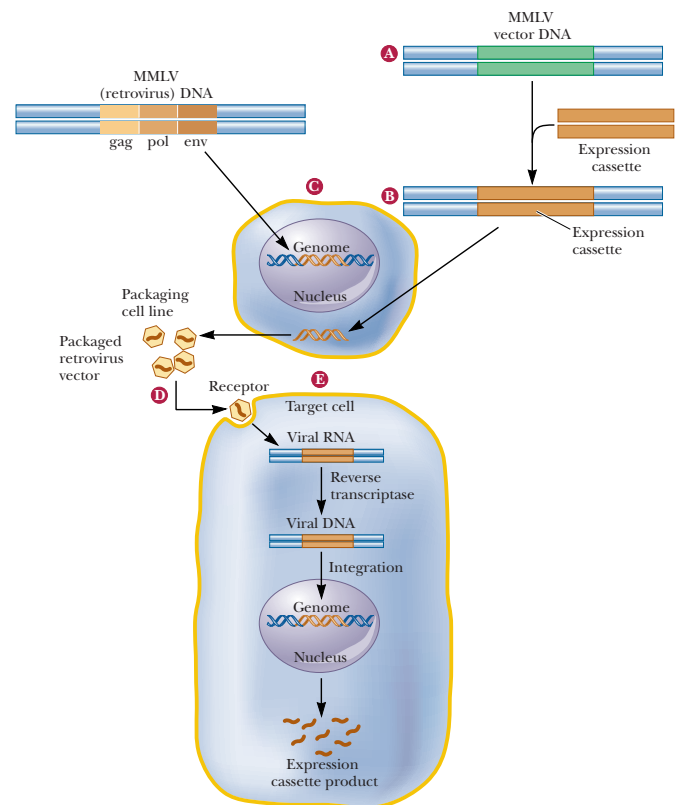 MMLV
vector DNA
A
MMLV
(retrovirus) DNA
gag pol env
Expression
cassette
C
B
Genome
Expression
cassette
Nucleus
Packaging
cell line
Packaged
retrovirus
vector
D
E
Receptor
Target cell
Viral RNA
Reverse
transcriptase
Viral DNA
Integration
Genome
Nucleus
Expression
cassette product